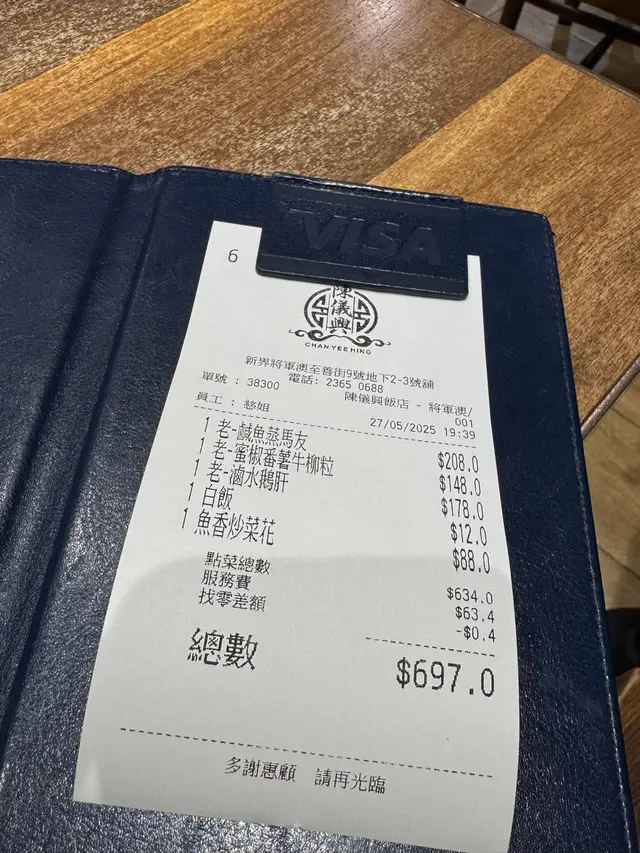 VISA
6
陳儀興
CHAN YEE HING
新界將軍澳至善街9號地下2-3號舖
電話: 2365 0688
單號 : 38300 陳儀興飯店 - 將軍澳/
001
員工 : 慈姐 27/05/2025 19:39
1 老-鹹魚蒸馬友 $208.0
1 老-蜜椒番薯牛柳粒 $148.0
1 老-滷水鵝肝 $178.0
1 白飯 $12.0
1 魚香炒菜花 $88.0
點菜總數 $634.0
服務費 $63.4
找零差額 -$0.4
總數 $697.0
多謝惠顧 請再光臨